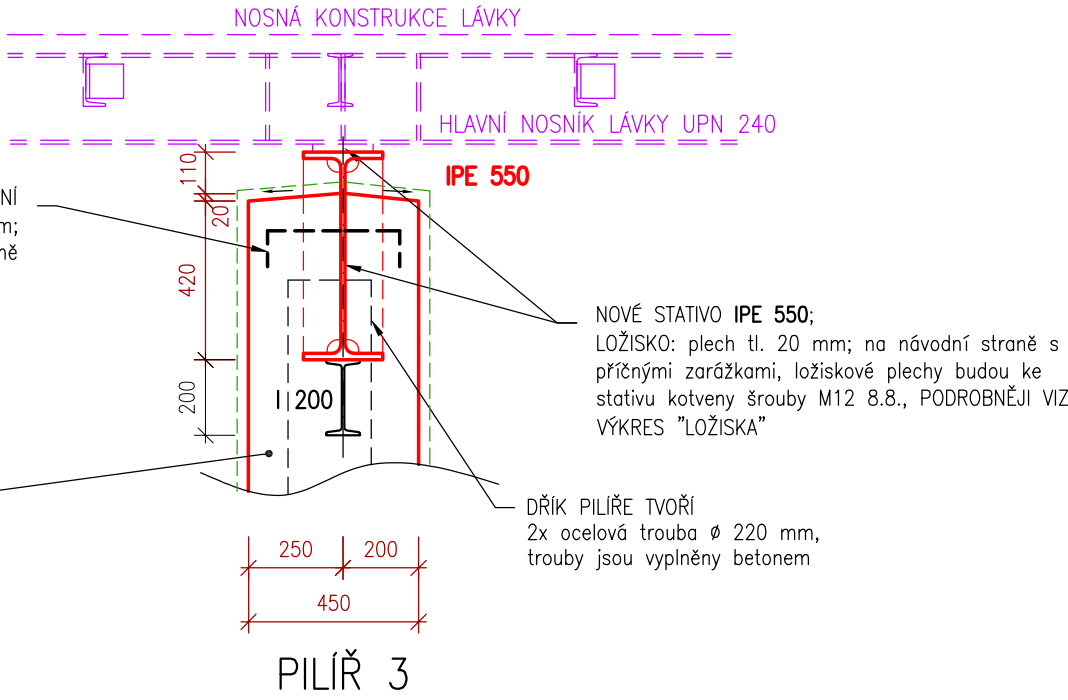 NOSNÁ KONSTRUKCE LÁVKY
HLAVNÍ NOSNÍK LÁVKY UPN 240
110
IPE 550
NÍ
m;
ně
20
420
NOVÉ STATIVO IPE 550;
LOŽISKO: plech tl. 20 mm; na návodní straně s
příčnými zarážkami, ložiskové plechy budou ke
stativu kotveny šrouby M12 8.8., PODROBNĚJI VIZ
VÝKRES "LOŽISKA"
200
I 200
DŘÍK PILÍŘE TVOŘÍ
2x ocelová trouba Ø 220 mm,
trouby jsou vyplněny betonem
250 200
450
PILÍŘ 3